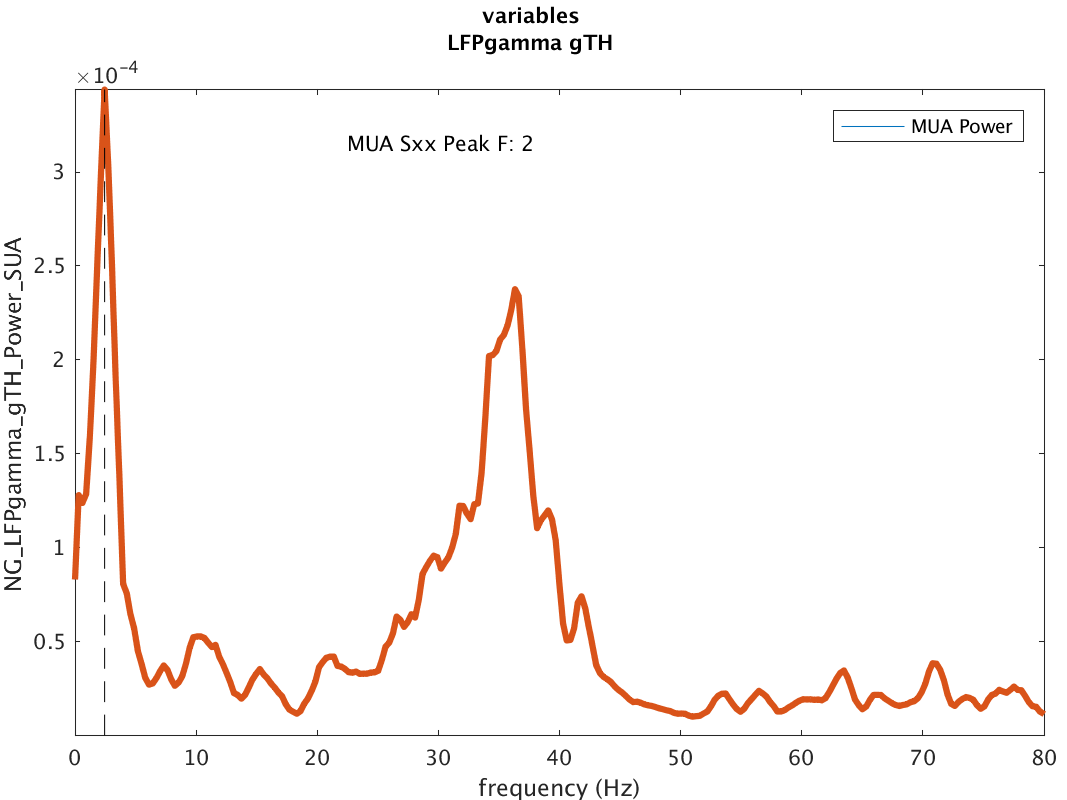 variables
LFPgamma gTH
×10⁻⁴
MUA Sxx Peak F: 2
MUA Power
NG_LFPgamma_gTH_Power_SUA
3
2.5
2
1.5
1
0.5
0 10 20 30 40 50 60 70 80
frequency (Hz)